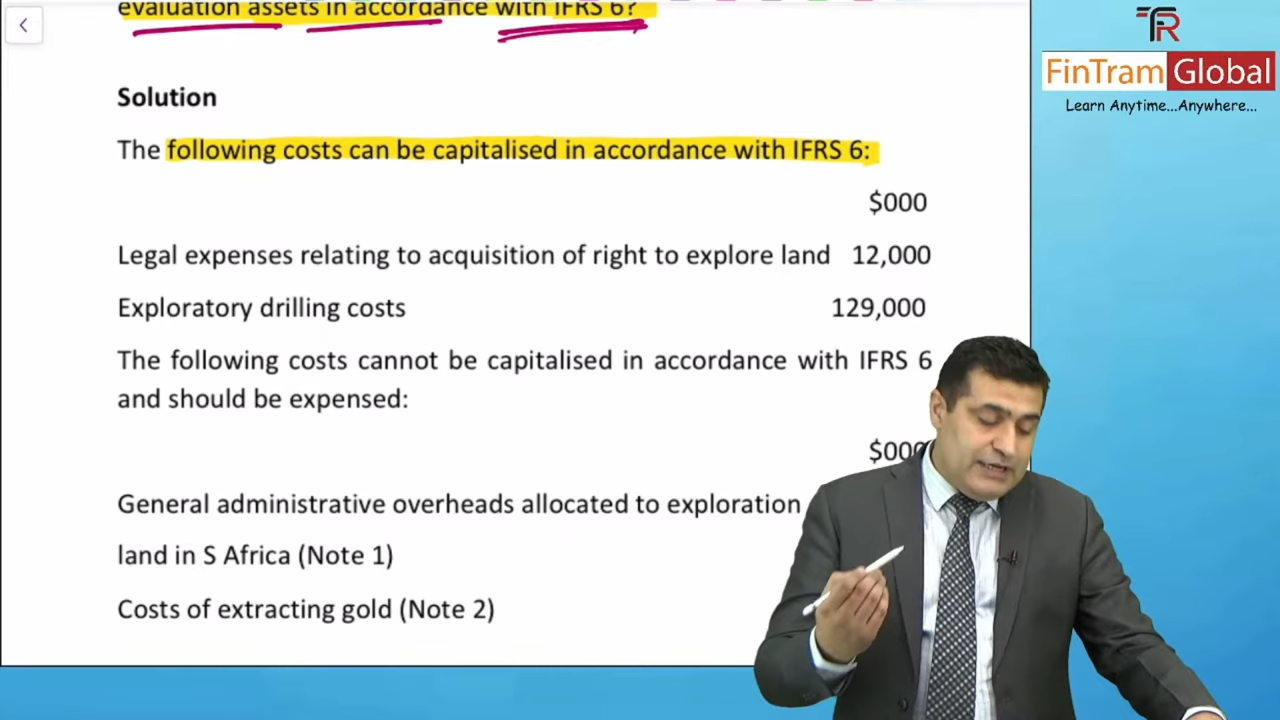 evaluation assets in accordance with IFRS 6?
Solution
The following costs can be capitalised in accordance with IFRS 6:
$000
Legal expenses relating to acquisition of right to explore land 12,000
Exploratory drilling costs 129,000
The following costs cannot be capitalised in accordance with IFRS 6
and should be expensed:
$000
General administrative overheads allocated to exploration
land in S Africa (Note 1)
Costs of extracting gold (Note 2)
TR
FinTram Global
Learn Anytime...Anywhere...